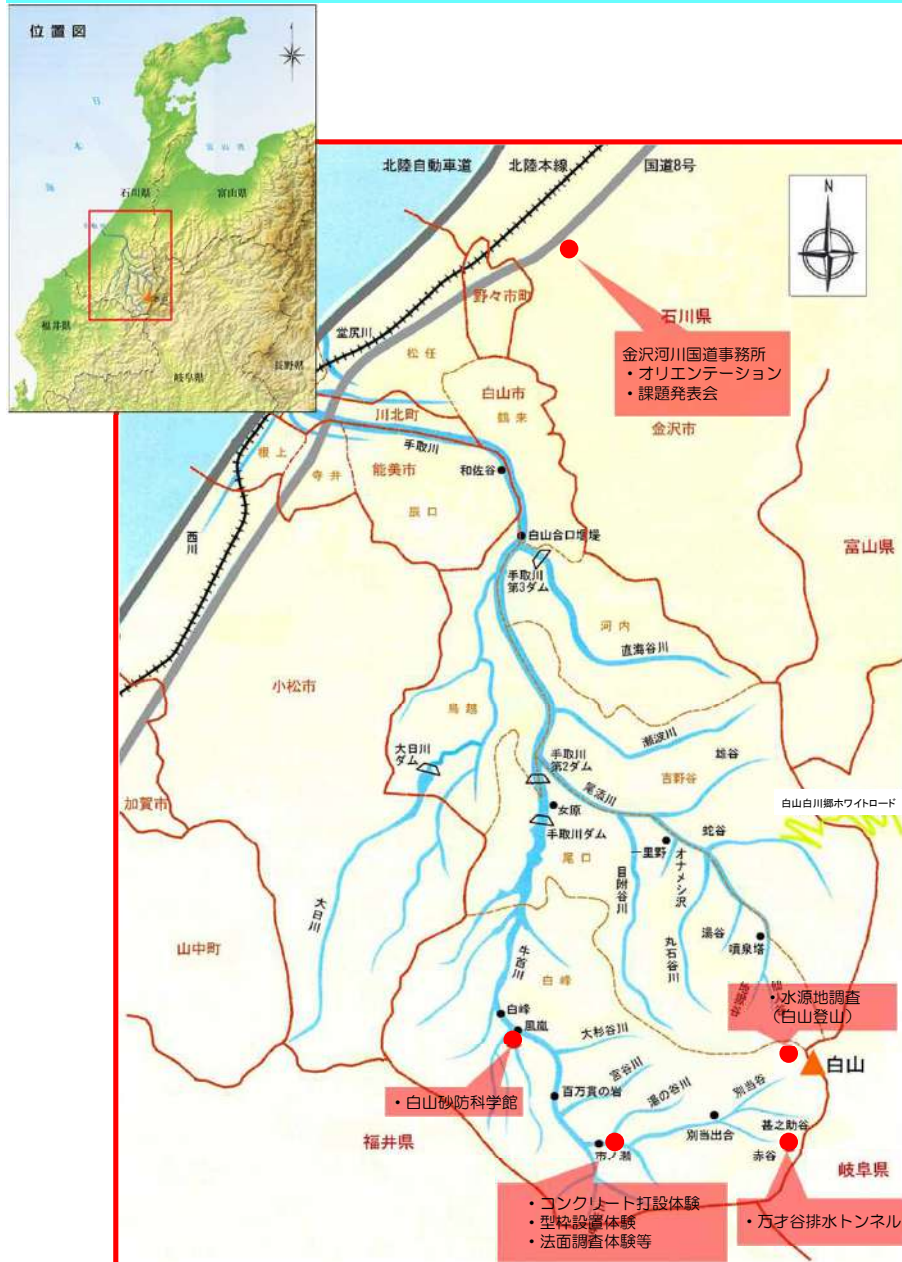 位置図
日
本
海
富山湾
石川県
富山県
手取川
白山
福井県
岐阜県
長野県
北陸自動車道
北陸本線
国道8号
N
野々市町
石川県
金沢河川国道事務所
・オリエンテーション
・課題発表会
堂尻川
松任
白山市
鶴来
金沢市
川北町
手取川
根上
寺井
能美市
和佐谷
辰口
西川
白山合口堰堤
富山県
手取川
第3ダム
河内
直海谷川
小松市
鳥越
瀬波川
大日川
ダム
手取川
第2ダム
雄谷
吉野谷
尾添川
加賀市
女原
白山白川郷ホワイトロード
手取川ダム
蛇谷
一里野
オナメシ沢
尾口
目附谷川
大日川
丸石谷川
湯谷
噴泉塔
山中町
牛首川
白峰
・水源地調査
(白山登山)
白峰
風嵐
大杉谷川
白山
宮谷川
・白山砂防科学館
百万貫の岩
湯の谷川
別当谷
別当出合
甚之助谷
福井県
市ノ瀬
赤谷
岐阜県
・コンクリート打設体験
・型枠設置体験
・法面調査体験等
・万才谷排水トンネル